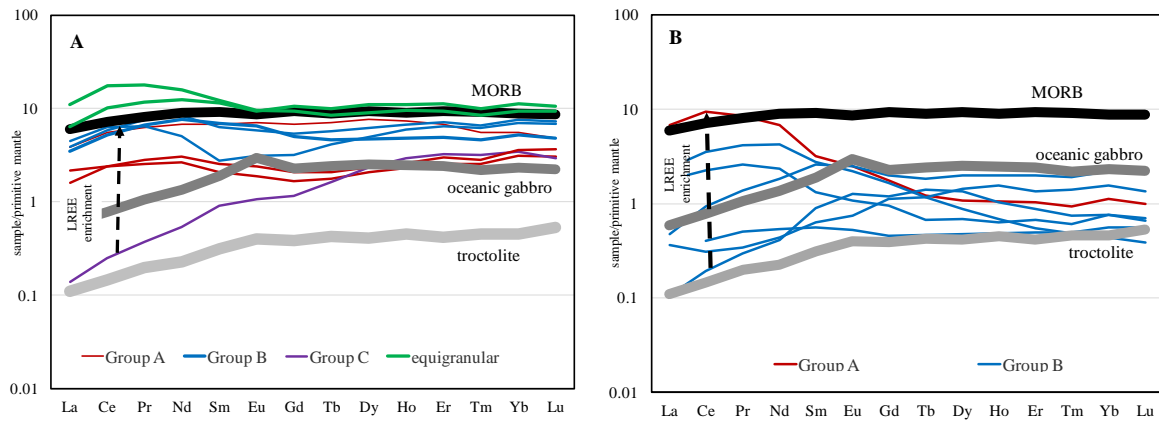 A
100
10
1
0.1
0.01
sample/primitive mantle
MORB
oceanic gabbro
troctolite
LREE
enrichment
Group A
Group B
Group C
equigranular
La Ce Pr Nd Sm Eu Gd Tb Dy Ho Er Tm Yb Lu
B
100
10
1
0.1
0.01
sample/primitive mantle
MORB
oceanic gabbro
troctolite
LREE
enrichment
Group A
Group B
La Ce Pr Nd Sm Eu Gd Tb Dy Ho Er Tm Yb Lu